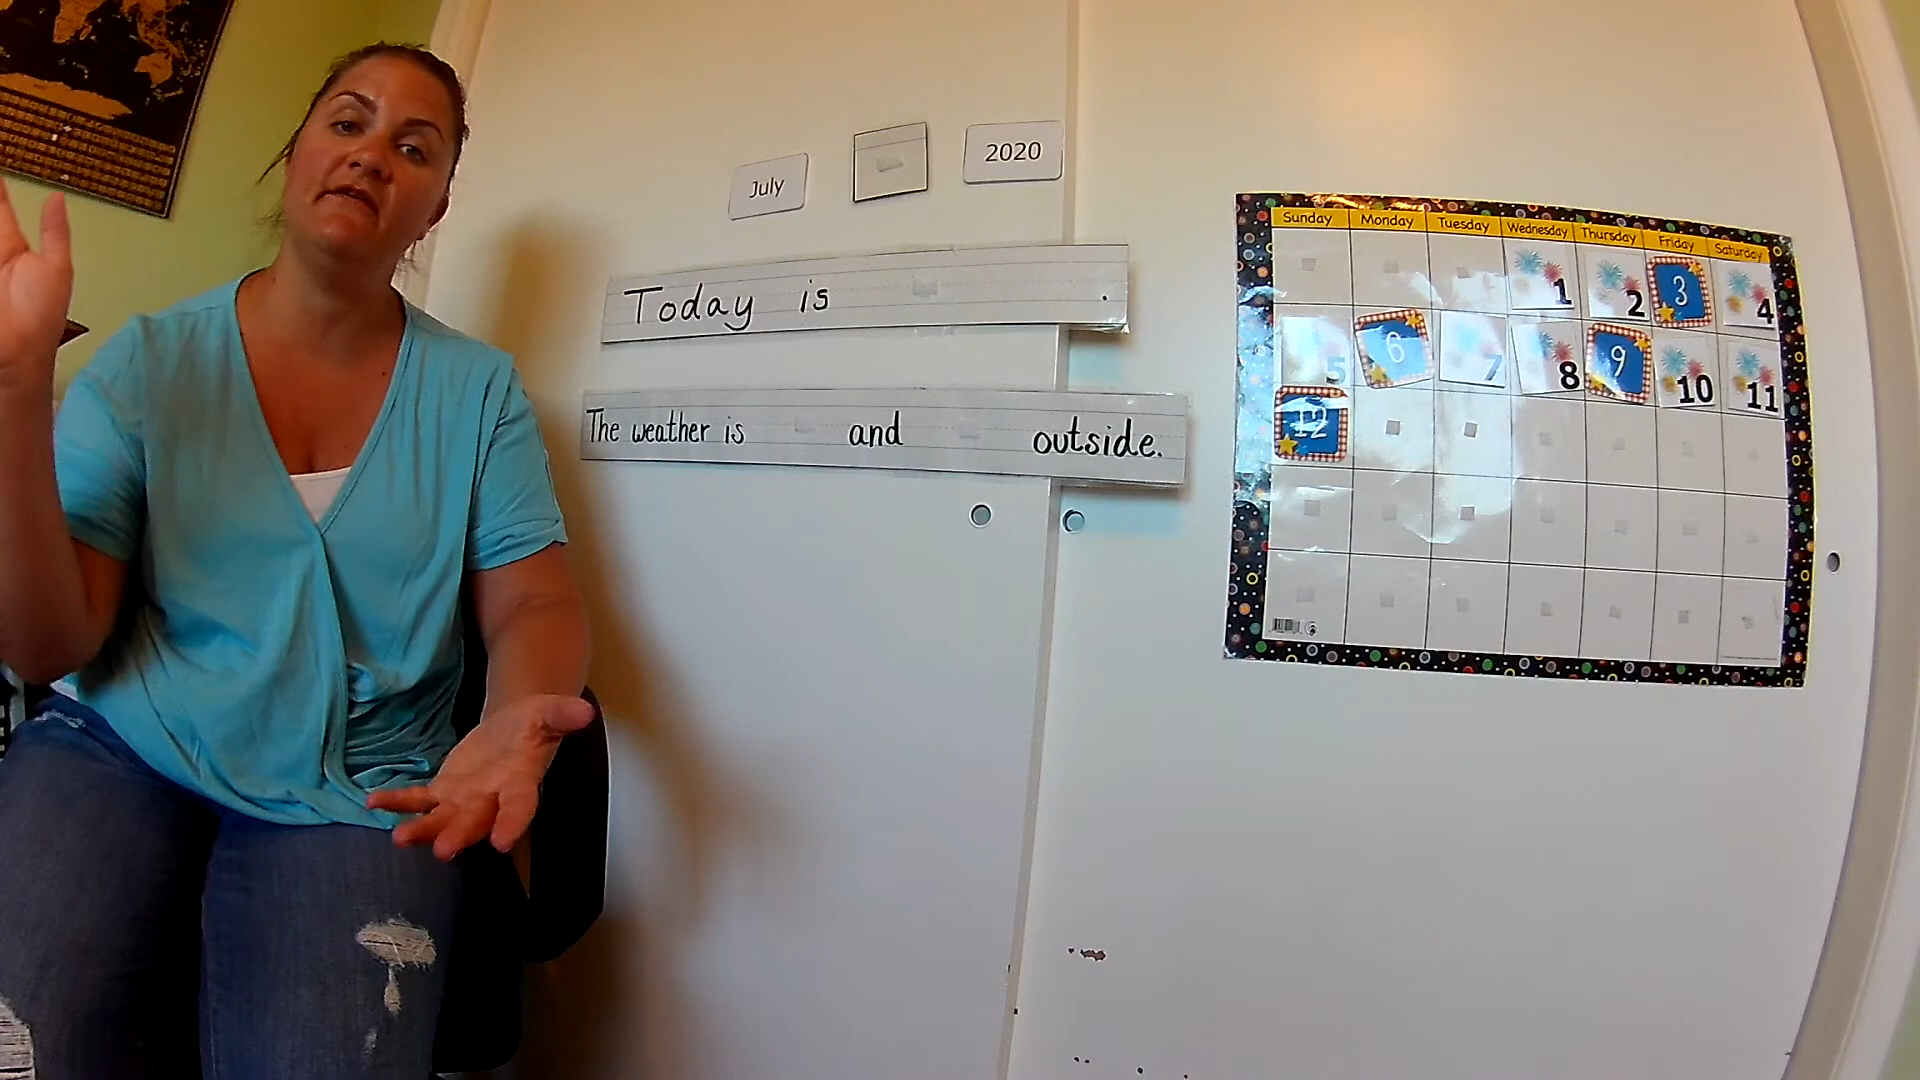 July 2020
Today is .
The weather is and outside.
Sunday Monday Tuesday Wednesday Thursday Friday Saturday
1 2 3 4
5 6 7 8 9 10 11
12